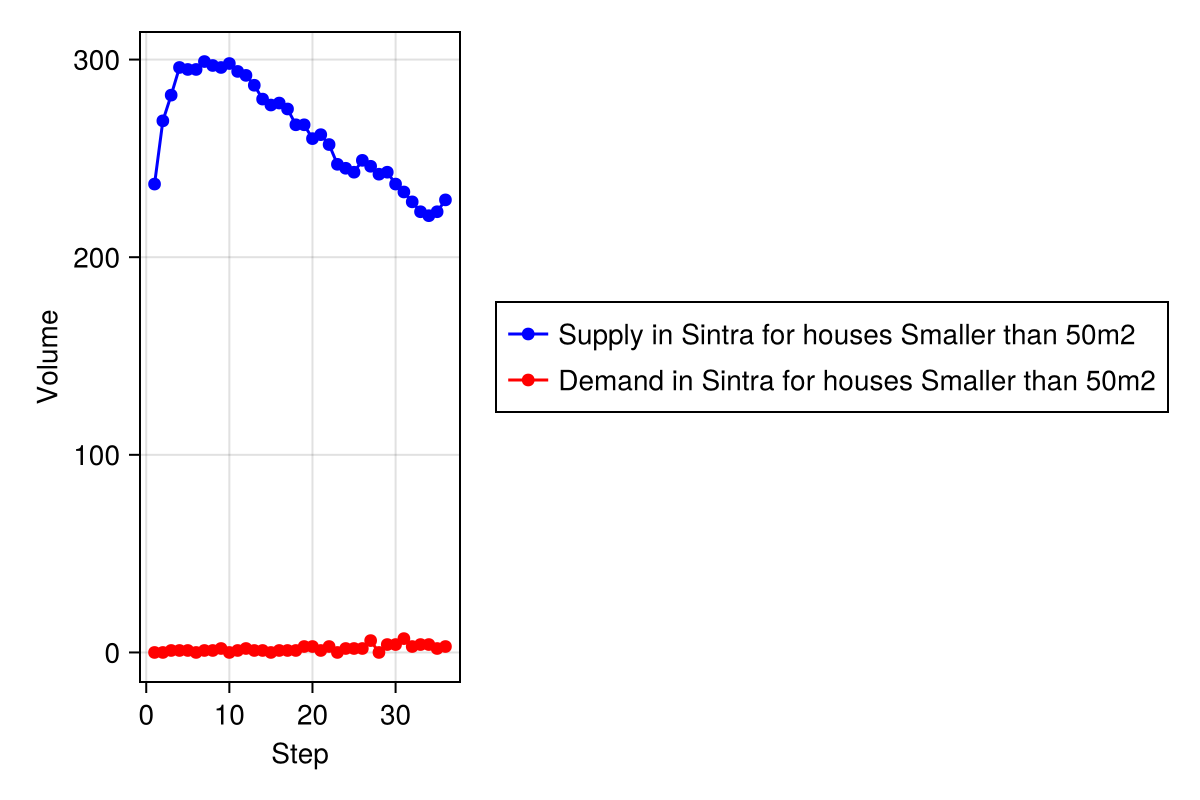 300
200
100
0
Volume
0 10 20 30
Step
Supply in Sintra for houses Smaller than 50m2
Demand in Sintra for houses Smaller than 50m2